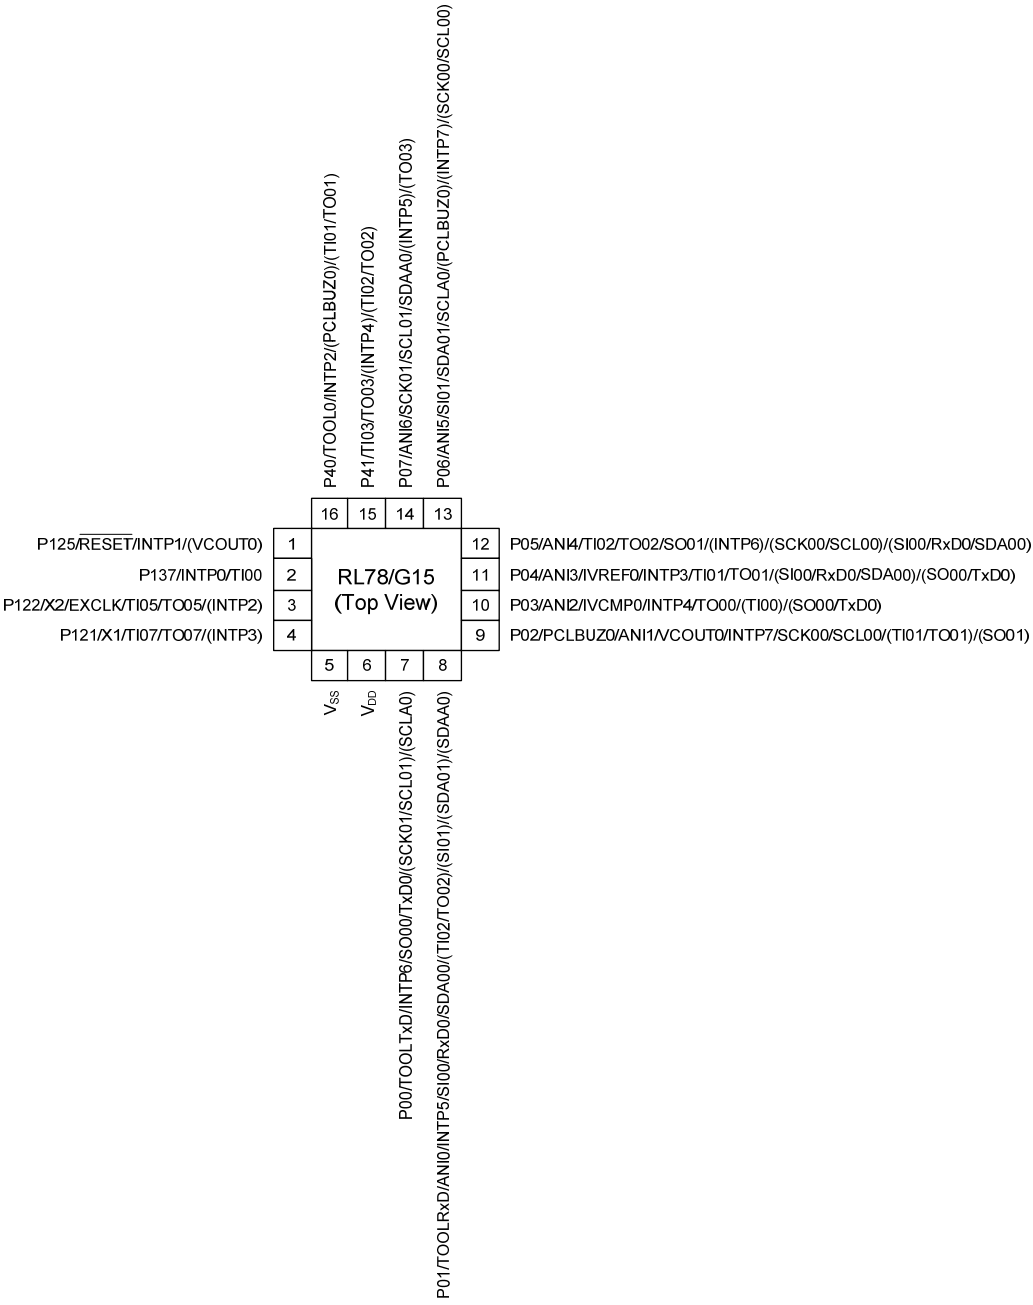 P40/TOOL0/INTP2/(PCLBUZ0)/(TI01/TO01)
P41/TI03/TO03/(INTP4)/(TI02/TO02)
P07/ANI6/SCK01/SCL01/SDAA0/(INTP5)/(TO03)
P06/ANI5/SI01/SDA01/SCLA0/(PCLBUZ0)/(INTP7)/(SCK00/SCL00)
16 15 14 13
P125/RESET/INTP1/(VCOUT0) 1
P137/INTP0/TI00 2
P122/X2/EXCLK/TI05/TO05/(INTP2) 3
P121/X1/TI07/TO07/(INTP3) 4
RL78/G15
(Top View)
12 P05/ANI4/TI02/TO02/SO01/(INTP6)/(SCK00/SCL00)/(SI00/RxD0/SDA00)
11 P04/ANI3/IVREF0/INTP3/TI01/TO01/(SI00/RxD0/SDA00)/(SO00/TxD0)
10 P03/ANI2/IVCMP0/INTP4/TO00/(TI00)/(SO00/TxD0)
9 P02/PCLBUZ0/ANI1/VCOUT0/INTP7/SCK00/SCL00/(TI01/TO01)/(SO01)
5 6 7 8
VSS
VDD
P00/TOOLTxD/INTP6/SO00/TxD0/(SCK01/SCL01)/(SCLA0)
P01/TOOLRxD/ANI0/INTP5/SI00/RxD0/SDA00/(TI02/TO02)/(SI01)/(SDA01)/(SDAA0)